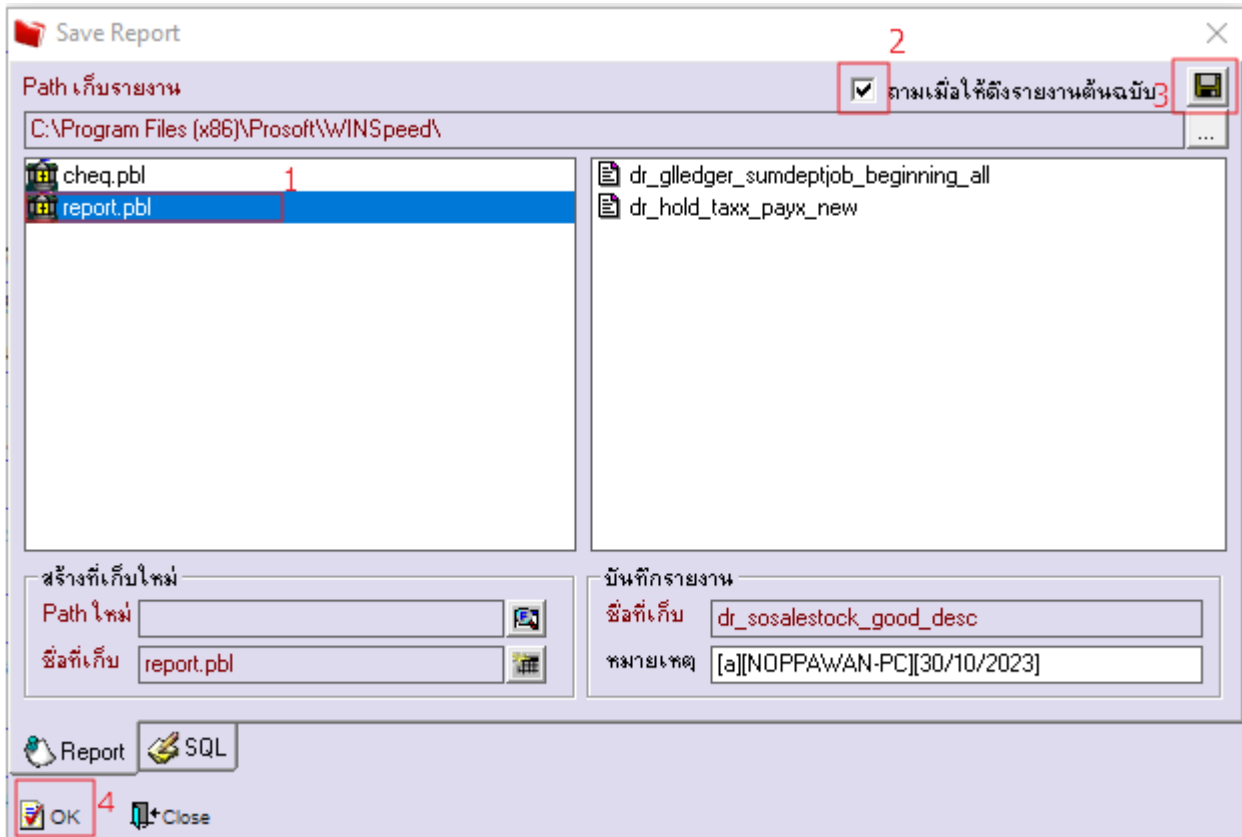 Save Report
2
Path เก็บรายงาน
ถามเมื่อให้ดึงรายงานต้นฉบับ
3
C:\Program Files (x86)\Prosoft\WINSpeed\
...
cheq.pbl
1
report.pbl
dr_glledger_sumdeptjob_beginning_all
dr_hold_taxx_payx_new
สร้างที่เก็บใหม่
Path ใหม่
ชื่อที่เก็บ
report.pbl
บันทึกรายงาน
ชื่อที่เก็บ
dr_sosalestock_good_desc
หมายเหตุ
[a][NOPPAWAN-PC][30/10/2023]
Report
SQL
OK
4
Close